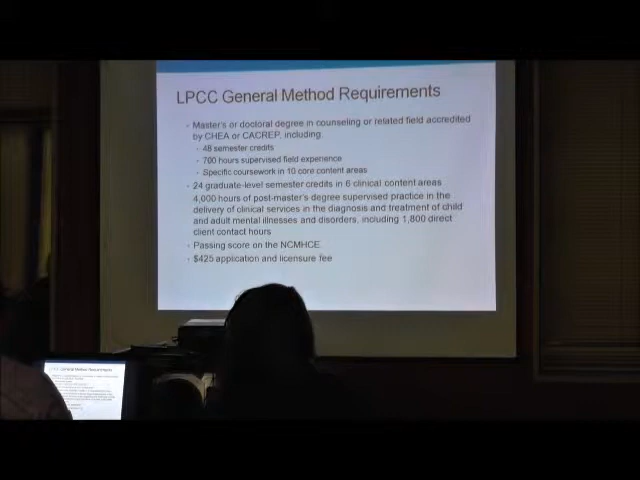 LPCC General Method Requirements
- Master's or doctoral degree in counseling or related field accredited
by CHEA or CACREP, including:
- 48 semester credits
- 700 hours supervised field experience
- Specific coursework in 10 core content areas
- 24 graduate-level semester credits in 6 clinical content areas
4,000 hours of post-master's degree supervised practice in the
delivery of clinical services in the diagnosis and treatment of child
and adult mental illnesses and disorders, including 1,800 direct
client contact hours
- Passing score on the NCMHCE
- $425 application and licensure fee
General Method Requirements